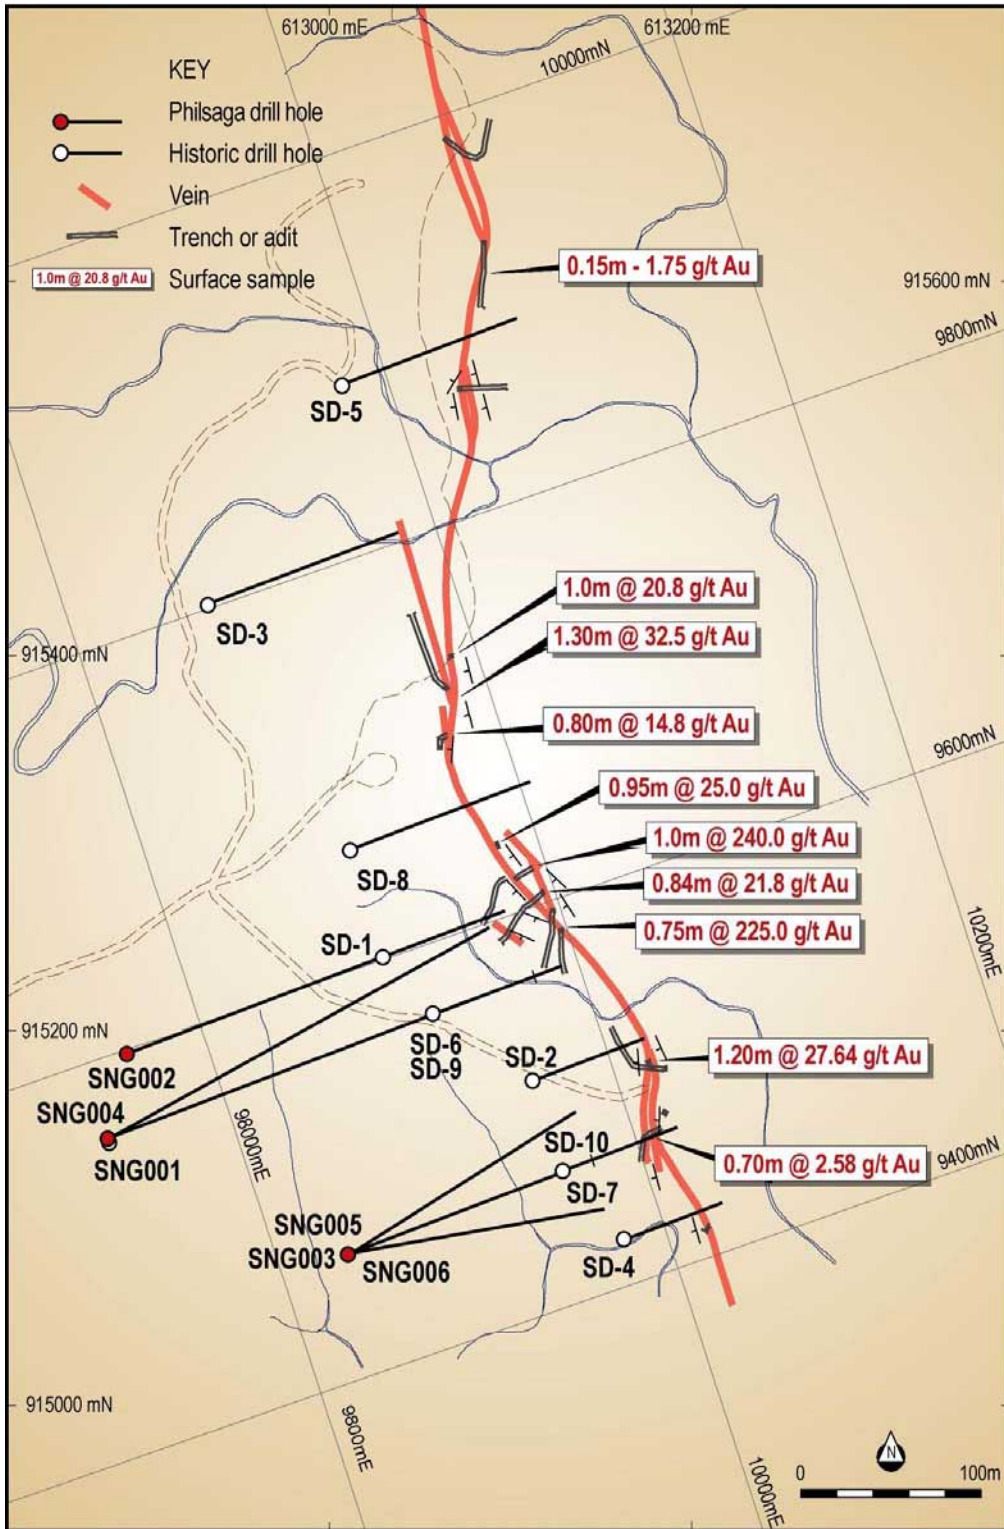 613000 mE
613200 mE
10000mN
KEY
Philsaga drill hole
Historic drill hole
Vein
Trench or adit
1.0m @ 20.8 g/t Au
Surface sample
0.15m - 1.75 g/t Au
915600 mN
9800mN
SD-5
1.0m @ 20.8 g/t Au
SD-3
1.30m @ 32.5 g/t Au
915400 mN
0.80m @ 14.8 g/t Au
9600mN
0.95m @ 25.0 g/t Au
SD-8
1.0m @ 240.0 g/t Au
0.84m @ 21.8 g/t Au
SD-1
0.75m @ 225.0 g/t Au
10200mE
915200 mN
SD-6
SD-9
SD-2
1.20m @ 27.64 g/t Au
SNG002
SNG004
SNG001
98000mE
SD-10
SD-7
0.70m @ 2.58 g/t Au
9400mN
SNG005
SNG003
SNG006
SD-4
915000 mN
9800mE
10000mE
N
0
100m